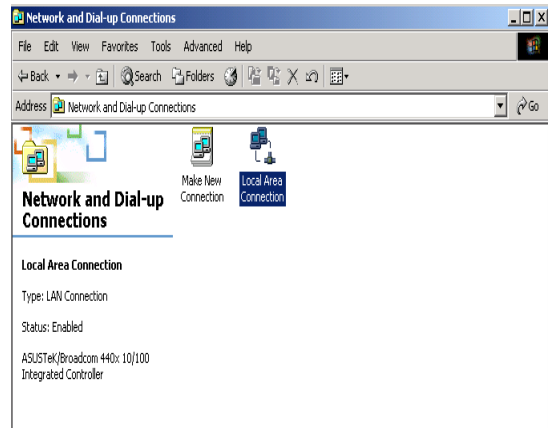 Network and Dial-up Connections
File Edit View Favorites Tools Advanced Help
Back Search Folders
Address Network and Dial-up Connections Go
Make New
Connection
Local Area
Connection
Network and Dial-up
Connections
Local Area Connection
Type: LAN Connection
Status: Enabled
ASUSTeK/Broadcom 440x 10/100
Integrated Controller